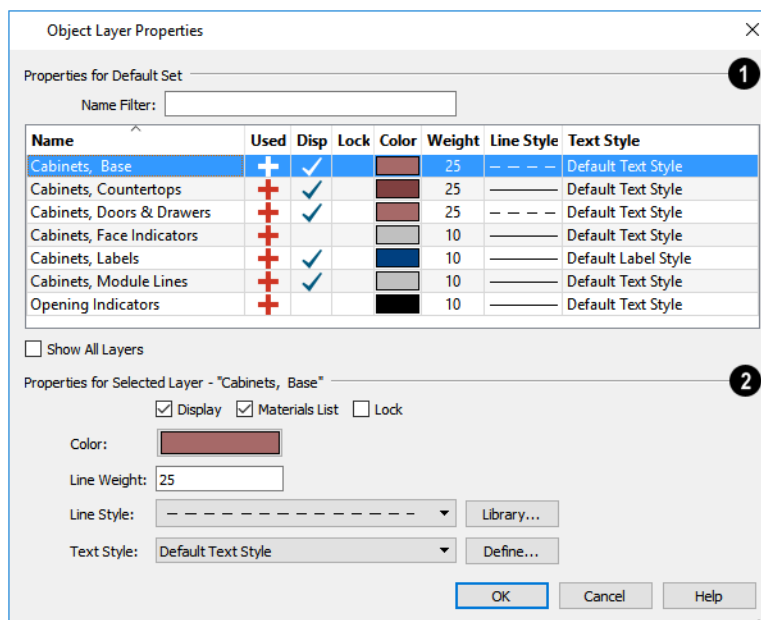 Object Layer Properties
Properties for Default Set
1
Name Filter:
Name Used Disp Lock Color Weight Line Style Text Style
Cabinets, Base 25 Default Text Style
Cabinets, Countertops 25 Default Text Style
Cabinets, Doors & Drawers 25 Default Text Style
Cabinets, Face Indicators 10 Default Text Style
Cabinets, Labels 10 Default Label Style
Cabinets, Module Lines 10 Default Text Style
Opening Indicators 10 Default Text Style
Show All Layers
Properties for Selected Layer - "Cabinets, Base"
2
Display Materials List Lock
Color:
Line Weight: 25
Line Style: Library...
Text Style: Default Text Style Define...
OK Cancel Help